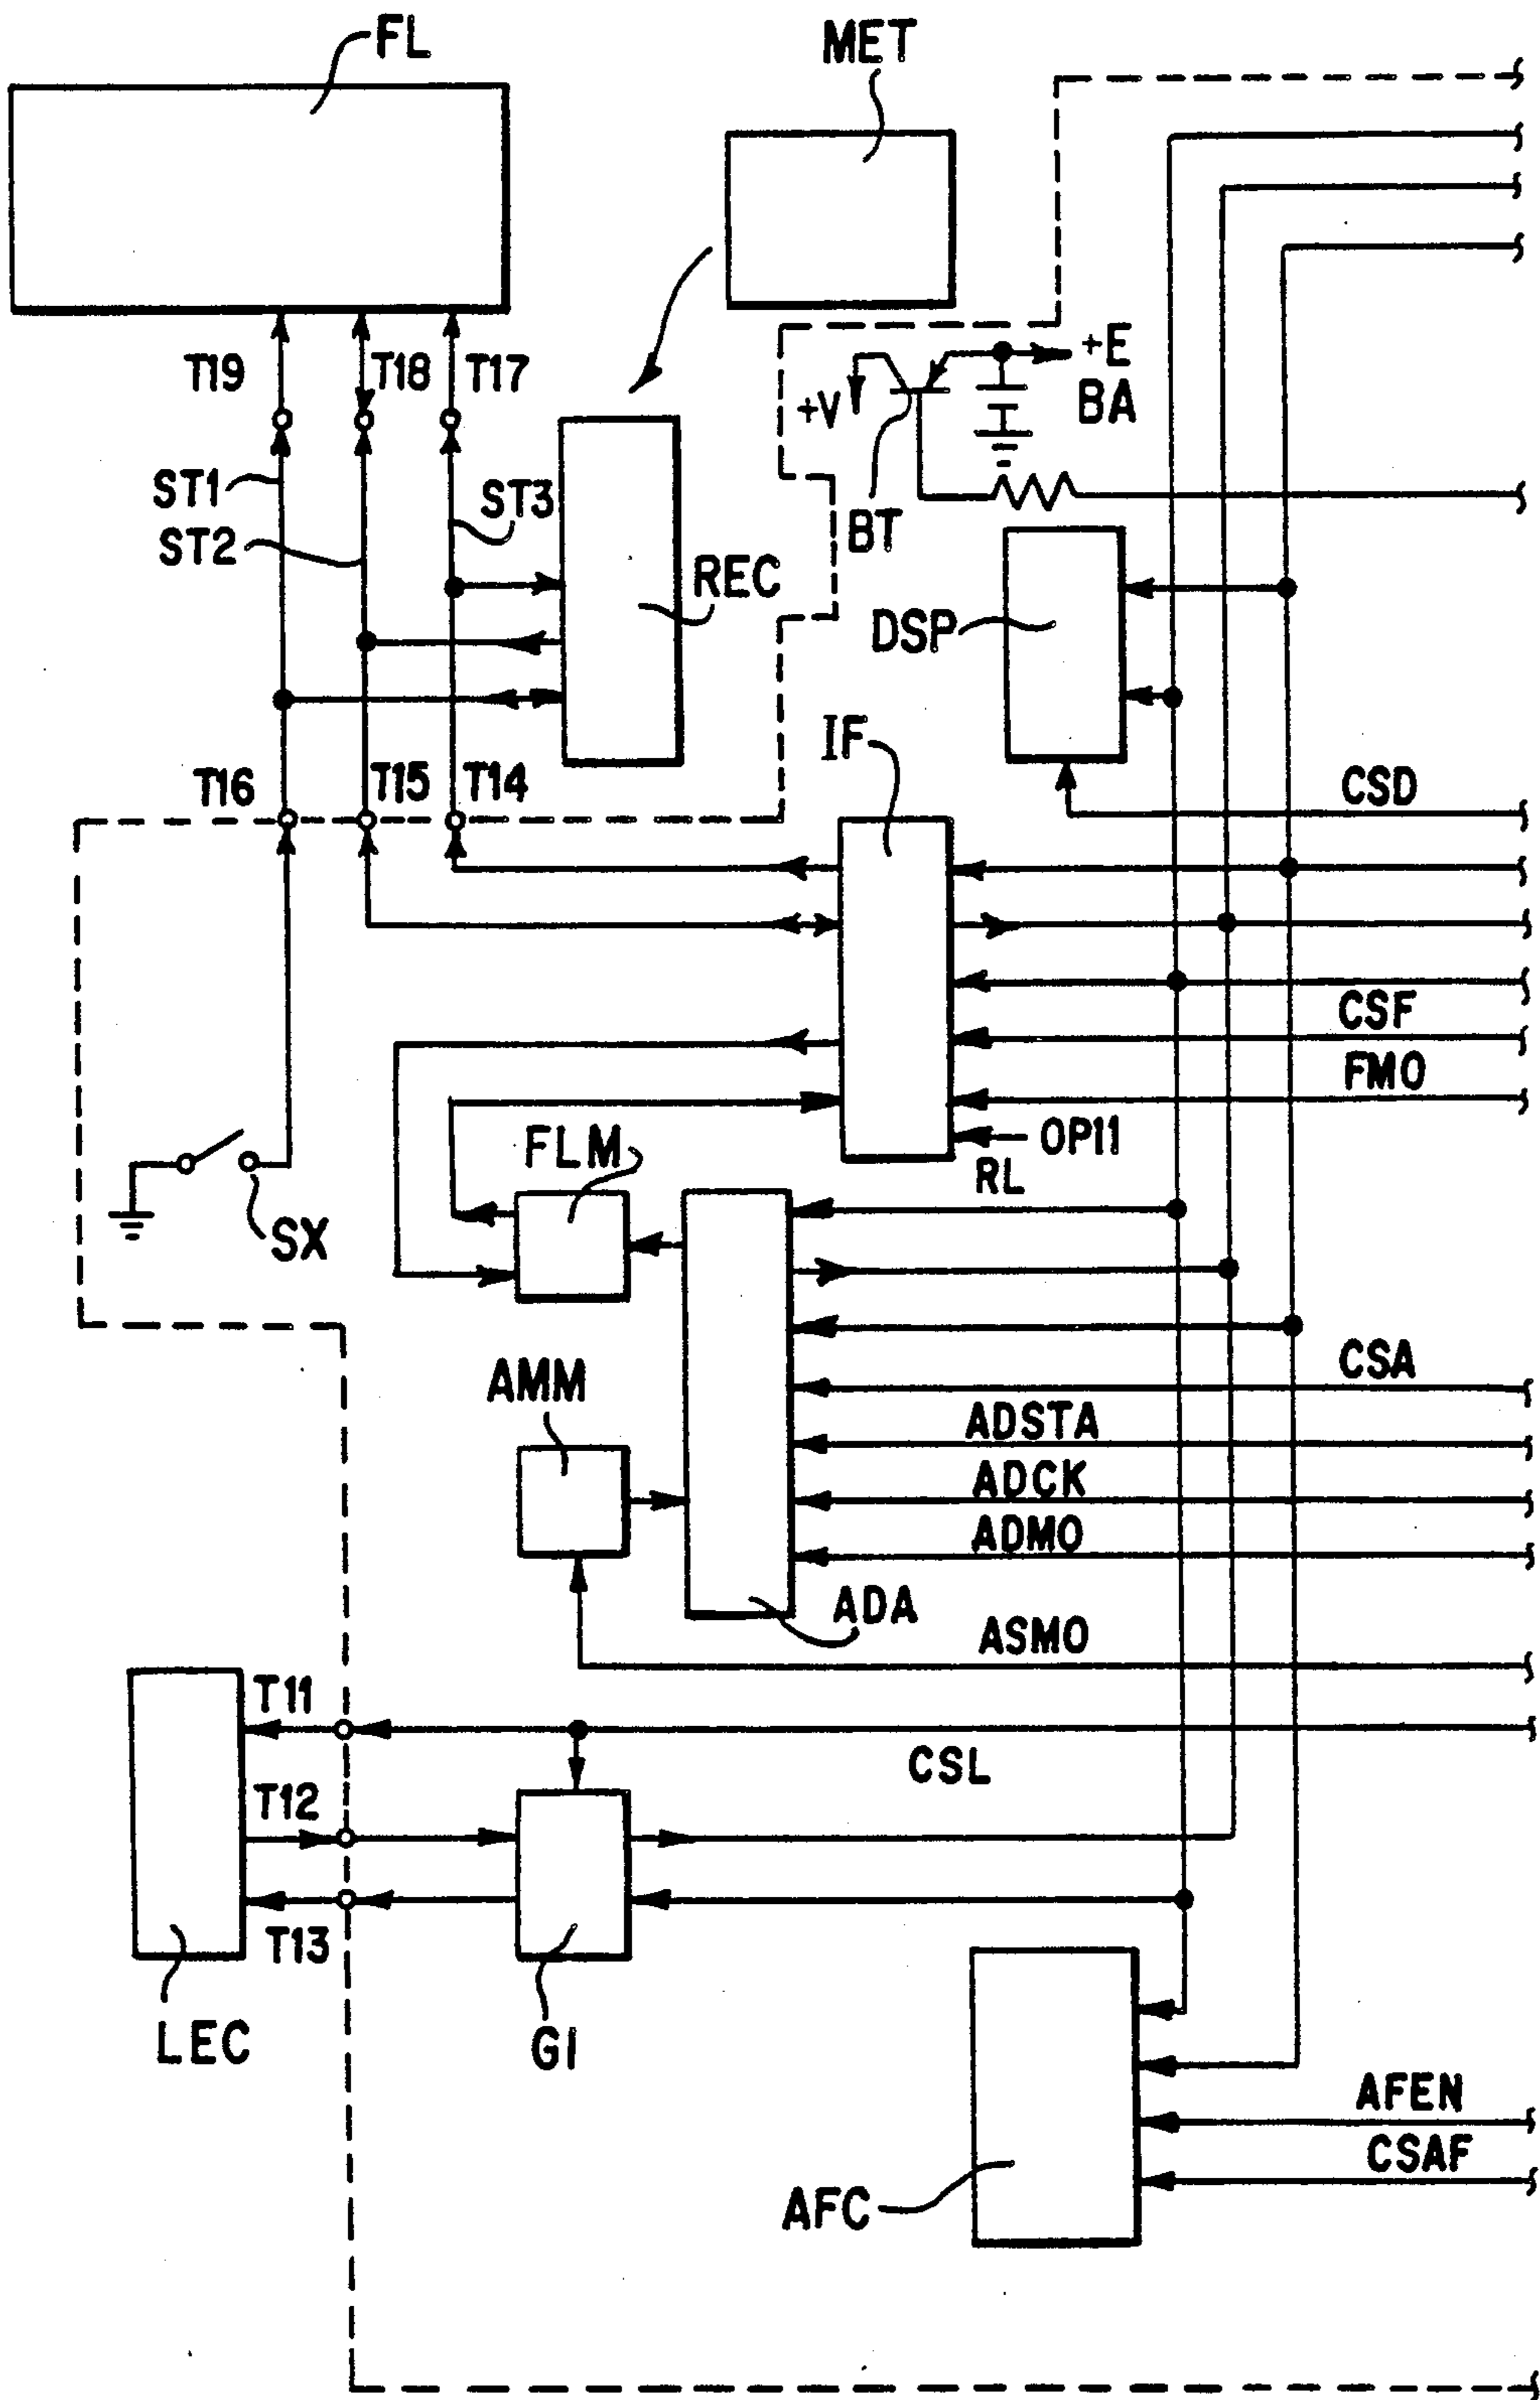 FL
MET
T19
T18
T17
+E
+V
BA
ST1
ST3
ST2
BT
REC
DSP
IF
T16
T15
T14
CSD
CSF
FMO
FLM
OPI1
RL
SX
CSA
AMM
ADSTA
ADCK
ADMO
ADA
ASMO
T11
CSL
T12
T13
LEC
GI
AFEN
CSAF
AFC